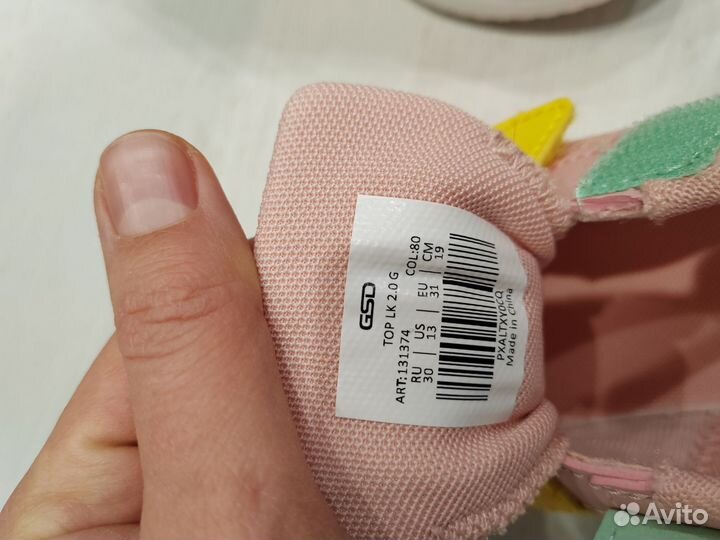 GSD
TOP LK 2.0 G
ART:131374 COL:80
RU | US | EU | CM
30 | 13 | 31 | 19
PXALTXVOCQ
Made in China
Avito